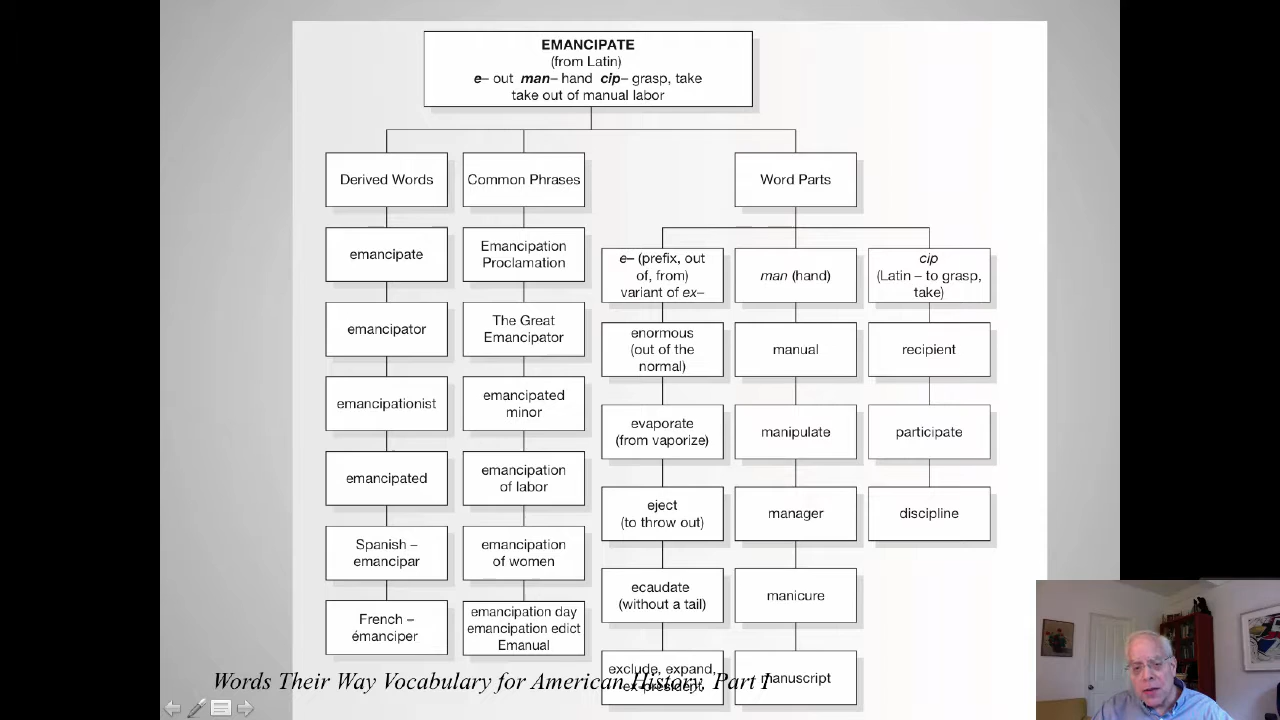 EMANCIPATE
(from Latin)
e– out man– hand cip– grasp, take
take out of manual labor
Derived Words
emancipate
emancipator
emancipationist
emancipated
Spanish –
emancipar
French –
émanciper
Common Phrases
Emancipation
Proclamation
The Great
Emancipator
emancipated
minor
emancipation
of labor
emancipation
of women
emancipation day
emancipation edict
Emanual
Word Parts
e– (prefix, out
of, from)
variant of ex–
enormous
(out of the
normal)
evaporate
(from vaporize)
eject
(to throw out)
ecaudate
(without a tail)
exclude, expand,
ex-president,
man (hand)
manual
manipulate
manager
manicure
manuscript
cip
(Latin – to grasp,
take)
recipient
participate
discipline
Words Their Way Vocabulary for American History, Part I